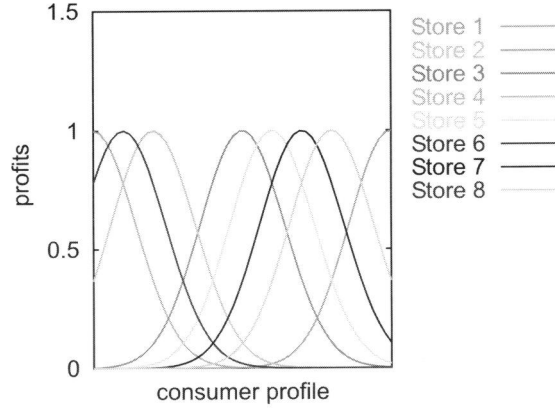 1.5
1
0.5
0
profits
consumer profile
Store 1
Store 2
Store 3
Store 4
Store 5
Store 6
Store 7
Store 8